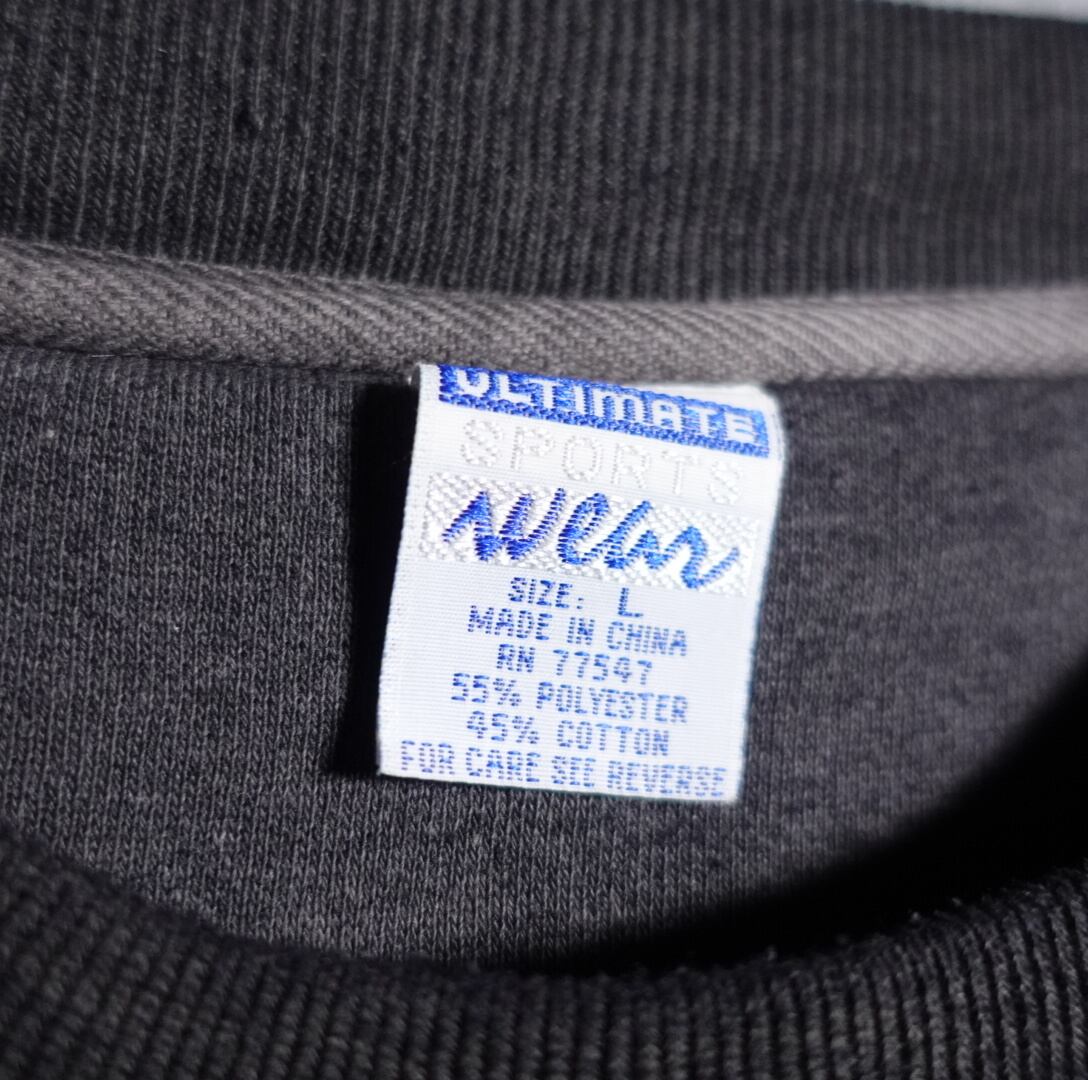 ULTIMATE
SPORTS
wear
SIZE: L
MADE IN CHINA
RN 77547
55% POLYESTER
45% COTTON
FOR CARE SEE REVERSE